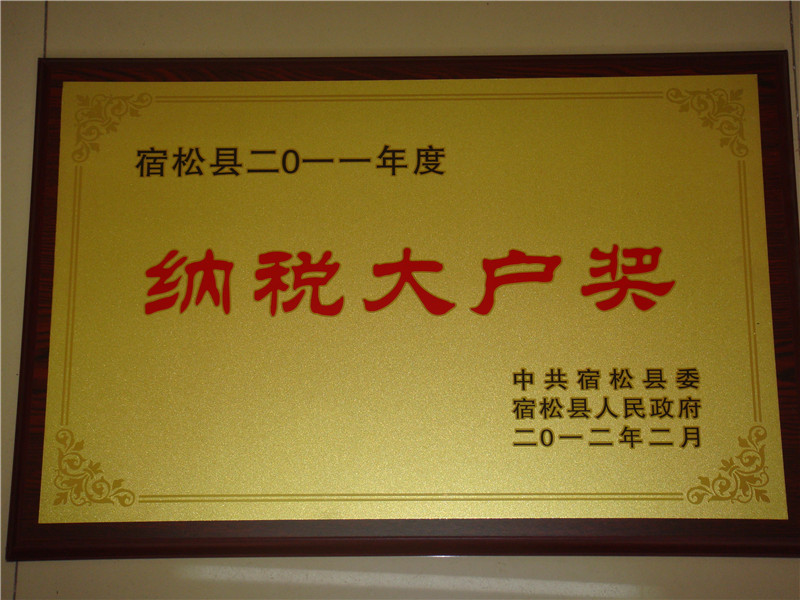 宿松县二0一一年度
纳税大户奖
中共宿松县委
宿松县人民政府
二0一二年二月